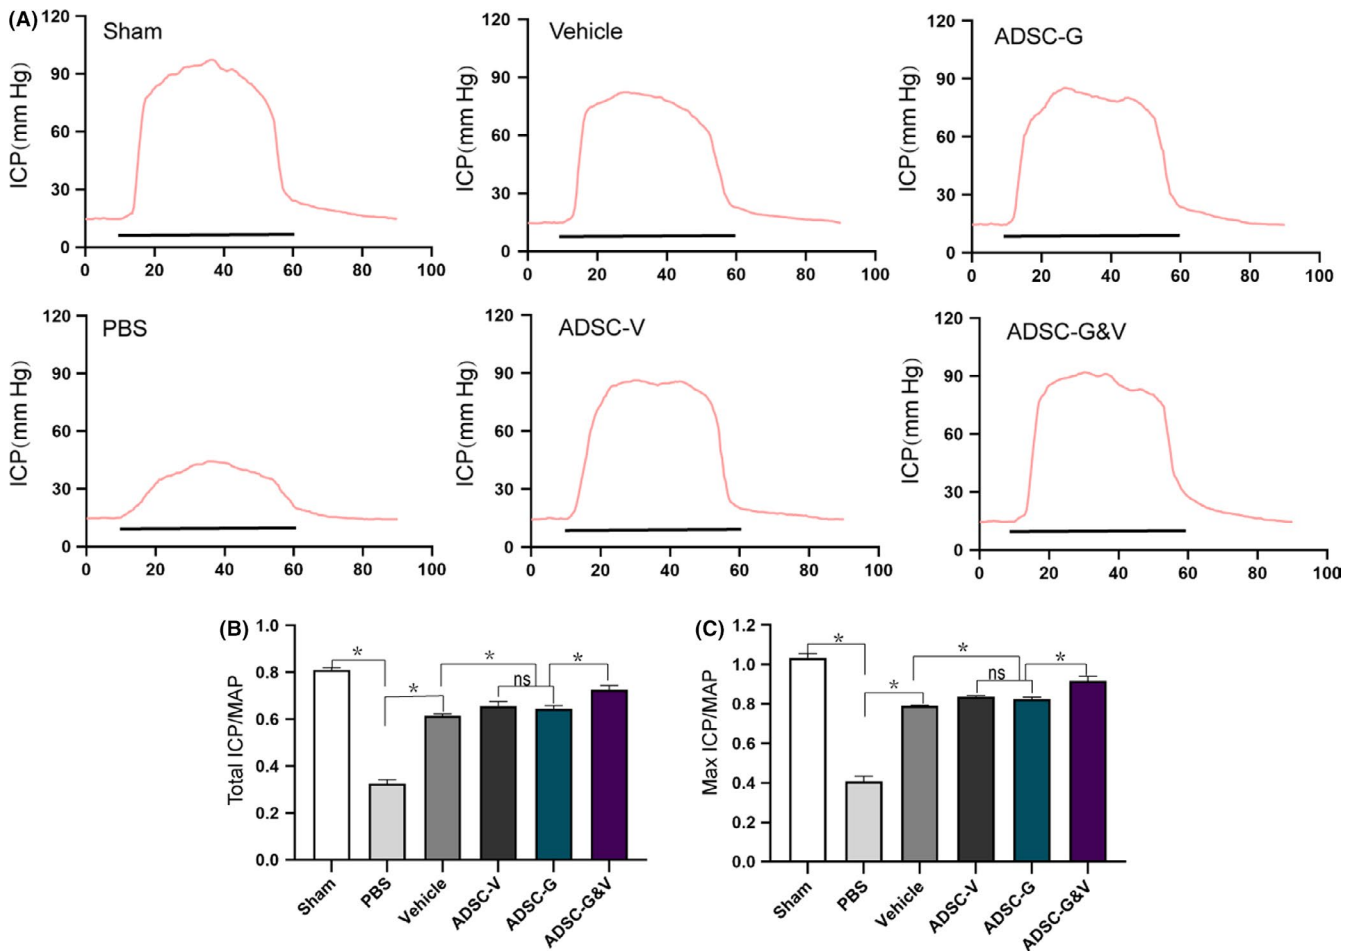 (A)
Sham
ICP(mm Hg)
120
90
60
30
0
0 20 40 60 80 100
Vehicle
ICP(mm Hg)
120
90
60
30
0
0 20 40 60 80 100
ADSC-G
ICP(mm Hg)
120
90
60
30
0
0 20 40 60 80 100
PBS
ICP(mm Hg)
120
90
60
30
0
0 20 40 60 80 100
ADSC-V
ICP(mm Hg)
120
90
60
30
0
0 20 40 60 80 100
ADSC-G&V
ICP(mm Hg)
120
90
60
30
0
0 20 40 60 80 100
(B)
Total ICP/MAP
1.0
0.8
0.6
0.4
0.2
0.0
* * * ns *
Sham PBS Vehicle ADSC-V ADSC-G ADSC-G&V
(C)
Max ICP/MAP
1.2
1.0
0.8
0.6
0.4
0.2
0.0
* * * ns *
Sham PBS Vehicle ADSC-V ADSC-G ADSC-G&V